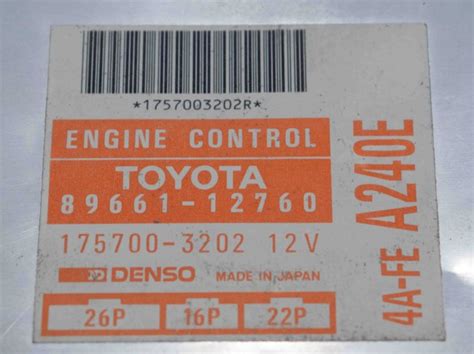 *1757003202R*
ENGINE CONTROL
TOYOTA
89661-12760
175700-3202 12V
DENSO MADE IN JAPAN
26P 16P 22P
4A-FE A240E